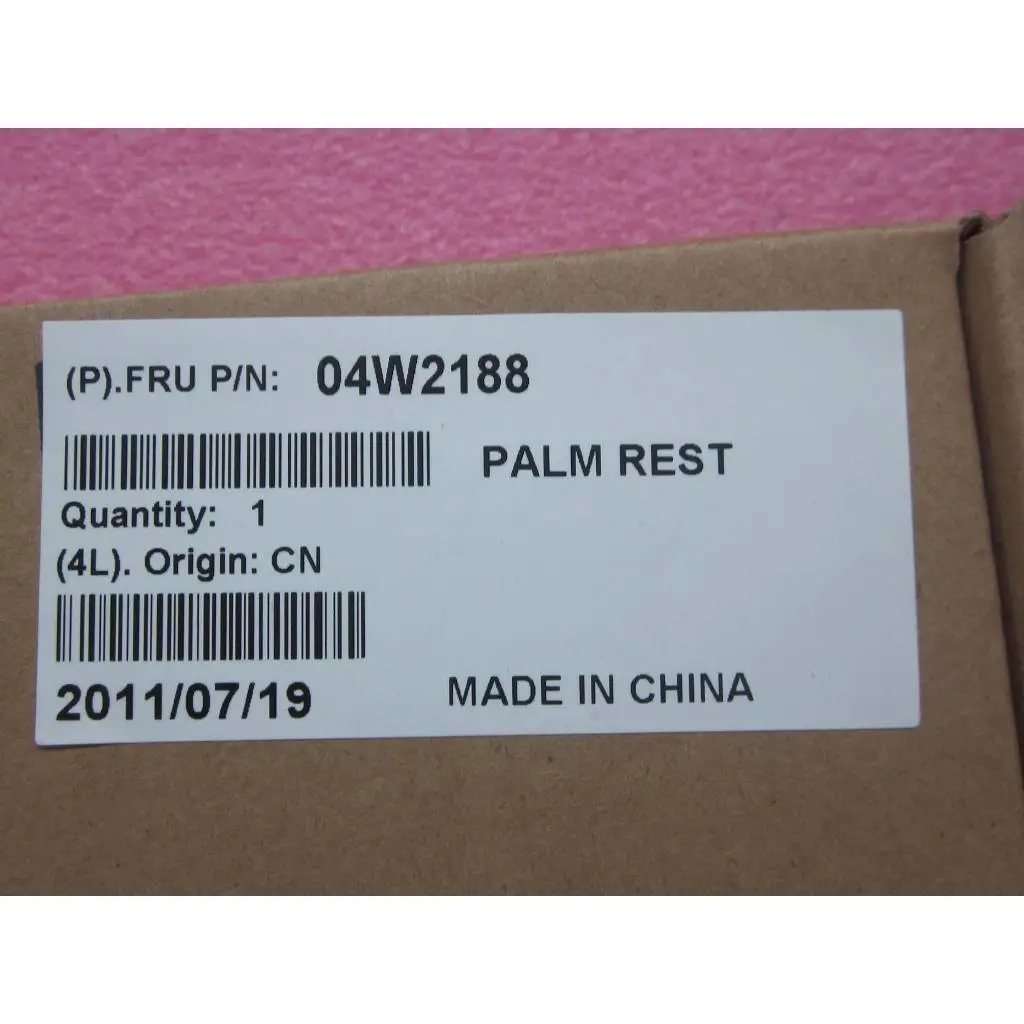 (P).FRU P/N: 04W2188
PALM REST
Quantity: 1
(4L). Origin: CN
2011/07/19
MADE IN CHINA